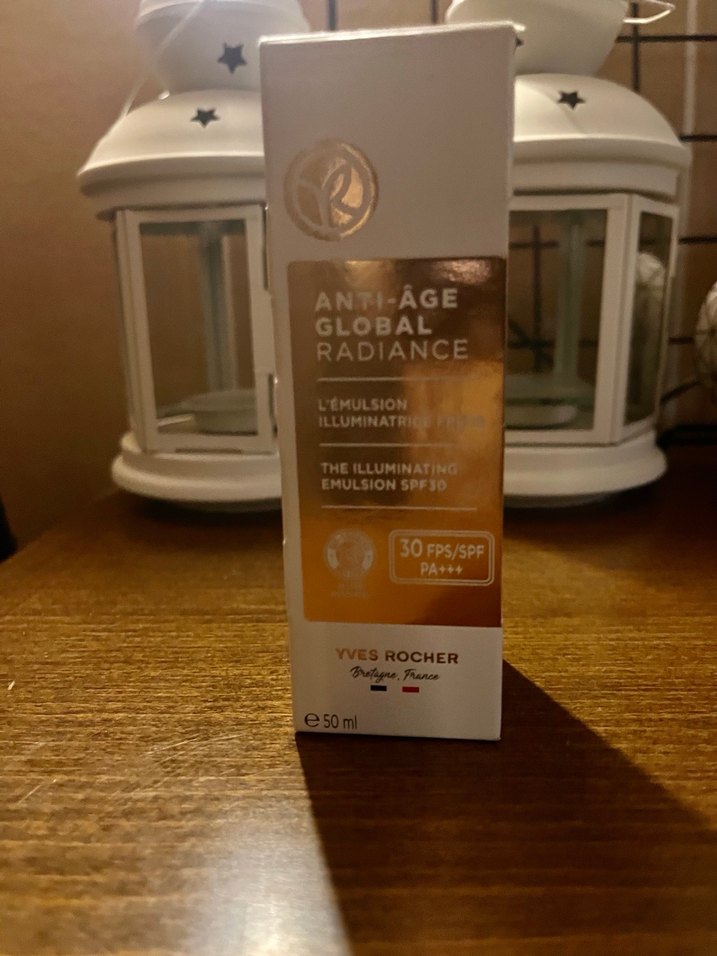 ANTI-ÂGE
GLOBAL
RADIANCE
L'ÉMULSION
ILLUMINATRICE
THE ILLUMINATING
EMULSION SPF30
30 FPS/SPF
PA+++
YVES ROCHER
Bretagne, France
e 50 ml